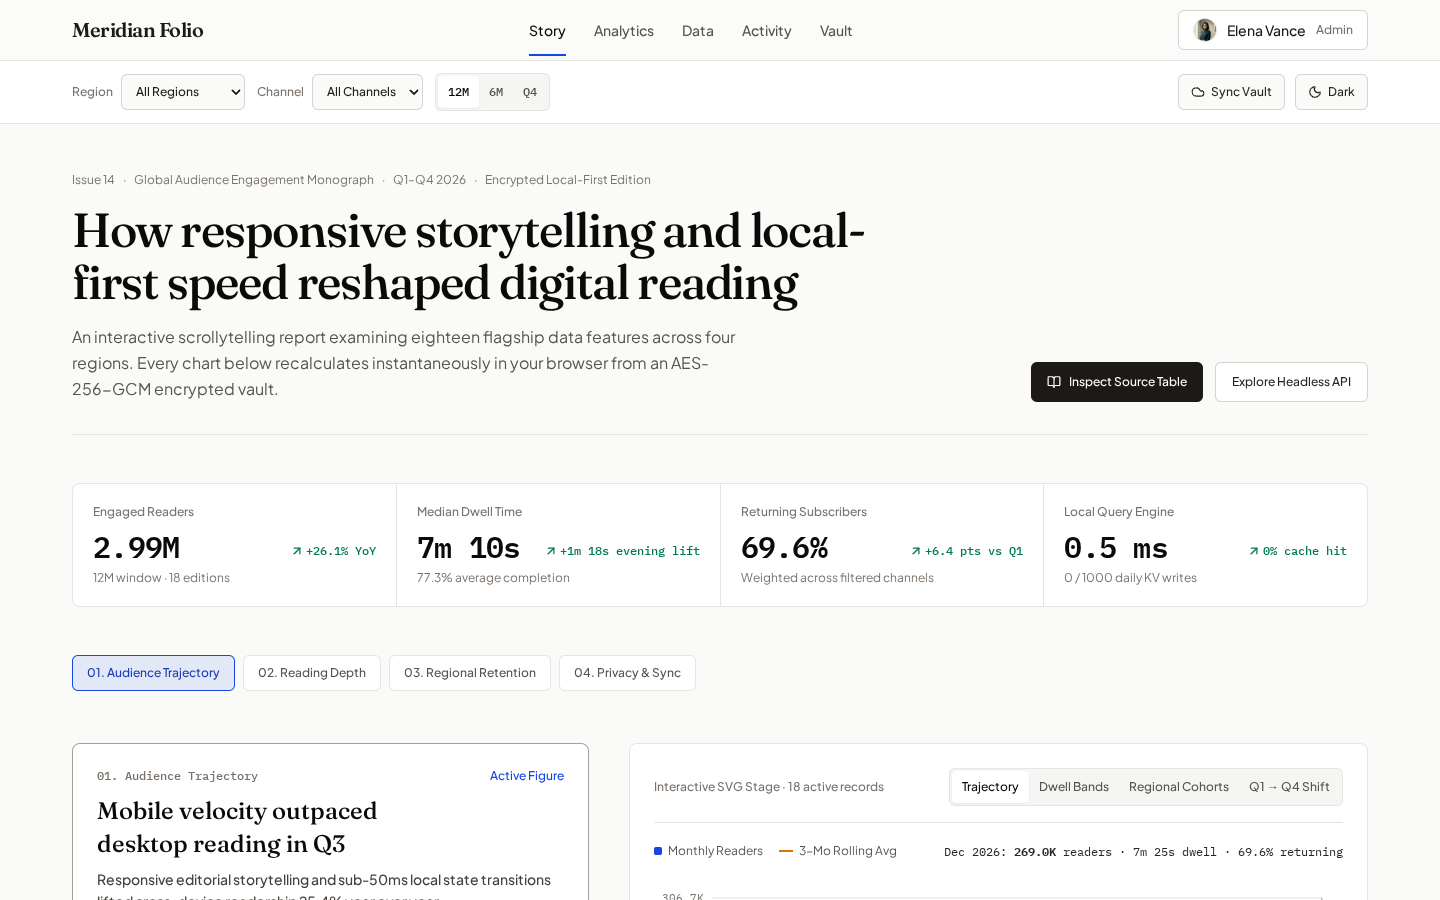 Meridian Folio
Story
Analytics
Data
Activity
Vault
Elena Vance Admin
Region
All Regions
Channel
All Channels
12M
6M
Q4
Sync Vault
Dark
Issue 14 · Global Audience Engagement Monograph · Q1–Q4 2026 · Encrypted Local-First Edition
How responsive storytelling and local-
first speed reshaped digital reading
An interactive scrollytelling report examining eighteen flagship data features across four
regions. Every chart below recalculates instantaneously in your browser from an AES-
256-GCM encrypted vault.
Inspect Source Table
Explore Headless API
Engaged Readers
2.99M
+26.1% YoY
12M window · 18 editions
Median Dwell Time
7m 10s
+1m 18s evening lift
77.3% average completion
Returning Subscribers
69.6%
+6.4 pts vs Q1
Weighted across filtered channels
Local Query Engine
0.5 ms
0% cache hit
0 / 1000 daily KV writes
01. Audience Trajectory
02. Reading Depth
03. Regional Retention
04. Privacy & Sync
01. Audience Trajectory
Active Figure
Mobile velocity outpaced
desktop reading in Q3
Responsive editorial storytelling and sub-50ms local state transitions
Interactive SVG Stage · 18 active records
Trajectory
Dwell Bands
Regional Cohorts
Q1 → Q4 Shift
Monthly Readers
3-Mo Rolling Avg
Dec 2026: 269.0K readers · 7m 25s dwell · 69.6% returning
306.7K